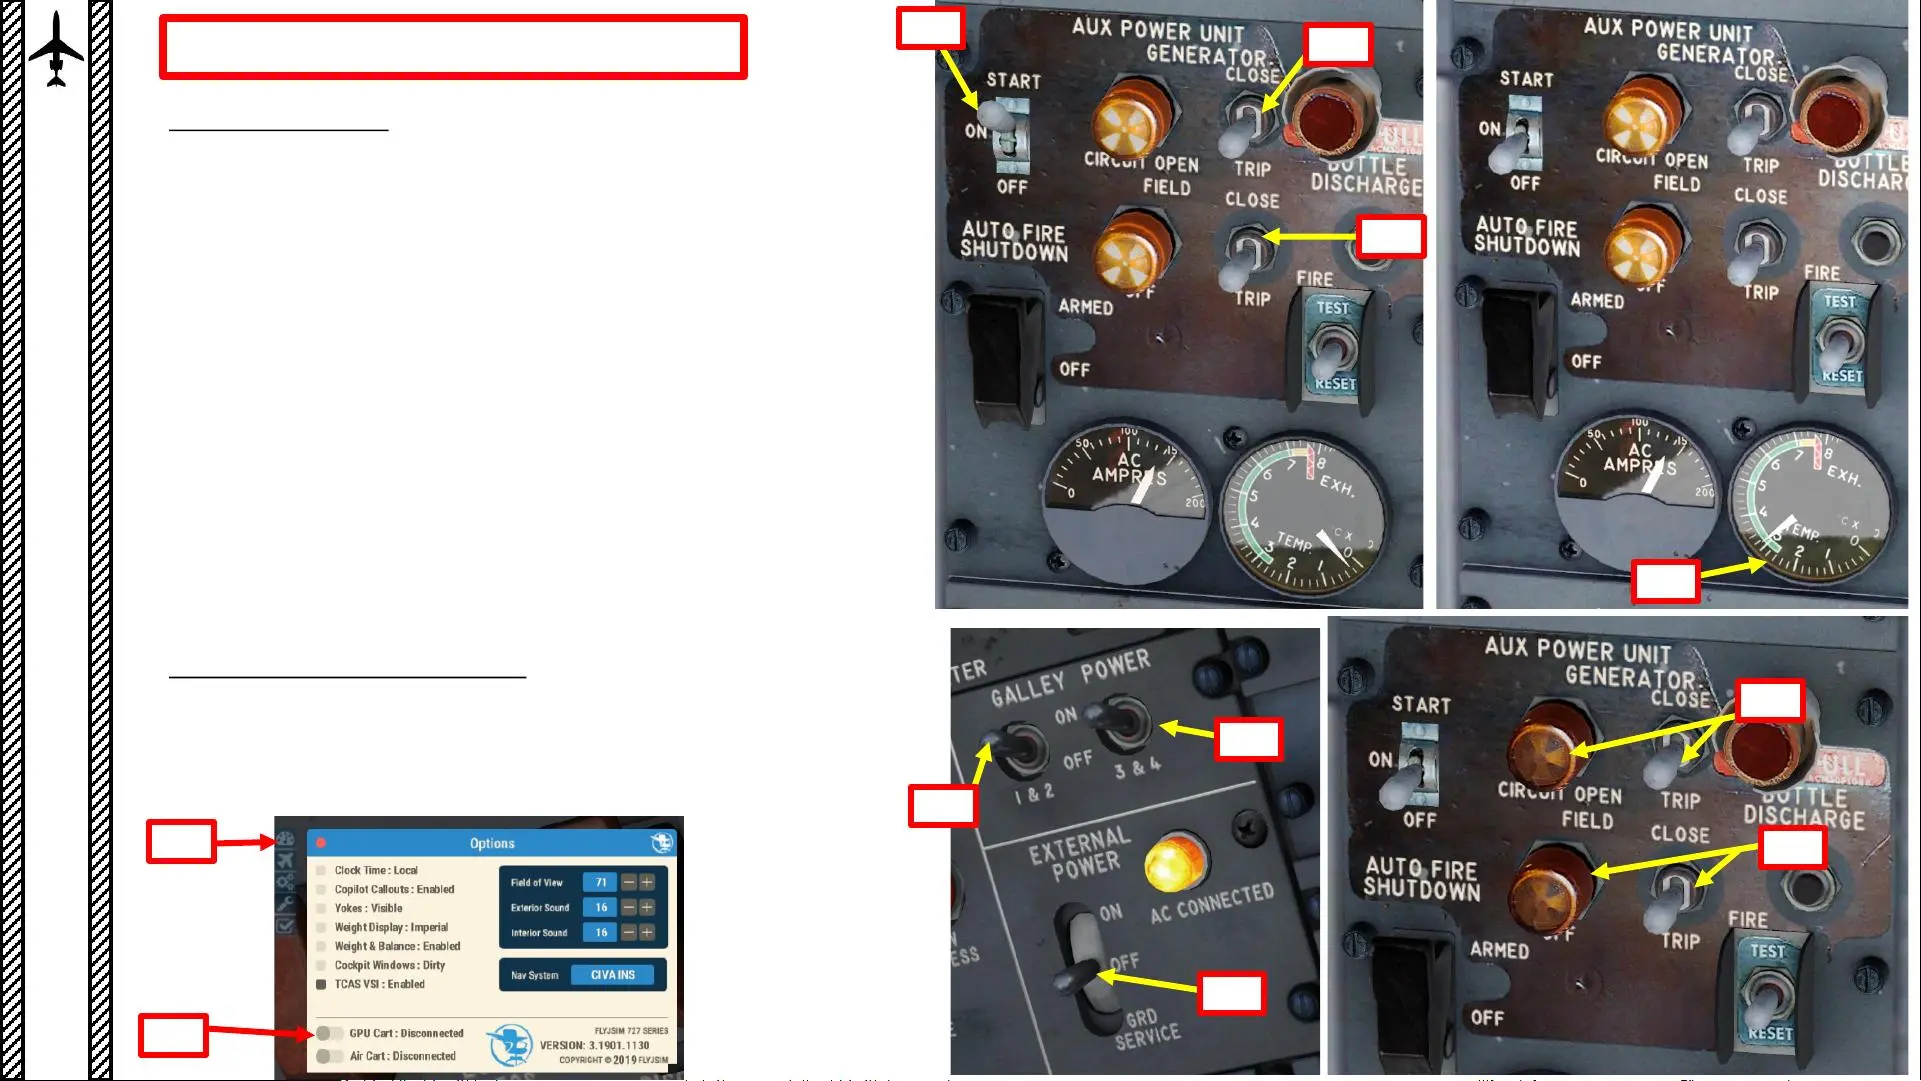 AUX POWER UNIT
GENERATOR
CLOSE
START
ON
OFF
CIRCUIT OPEN
FIELD
TRIP
CLOSE
BOTTLE
DISCHARGE
AUTO FIRE
SHUTDOWN
TRIP
FIRE
TEST
RESET
ARMED
OFF
50 100 15
AC
AMPRES
0 200
8 7 6 5 4 3 2 1 0
EXH.
TEMP.
AUX POWER UNIT
GENERATOR
CLOSE
START
ON
OFF
CIRCUIT OPEN
FIELD
TRIP
CLOSE
BOTTLE
DISCHARG
AUTO FIRE
SHUTDOWN
TRIP
FIRE
TEST
RESET
ARMED
OFF
50 100 15
AC
AMPRES
0 200
8 7 6 5 4 3 2 1 0
EXH.
TEMP.
TER
GALLEY POWER
ON
OFF
1 & 2
3 & 4
EXTERNAL
POWER
AC CONNECTED
ON
OFF
GRD
SERVICE
ESS
AUX POWER UNIT
GENERATOR
CLOSE
START
ON
OFF
CIRCUIT OPEN
FIELD
TRIP
CLOSE
ULL
BOTTLE
DISCHARGE
AUTO FIRE
SHUTDOWN
TRIP
FIRE
TEST
RESET
ARMED
OFF
Options
Clock Time : Local
Copilot Callouts : Enabled
Yokes : Visible
Weight Display : Imperial
Weight & Balance : Enabled
Cockpit Windows : Dirty
TCAS VSI : Enabled
Field of View 71
Exterior Sound 16
Interior Sound 16
Nav System CIVA INS
GPU Cart : Disconnected
Air Cart : Disconnected
FLYJSIM 727 SERIES
VERSION: 3.1901.1130
COPYRIGHT © 2019 FLYJSIM